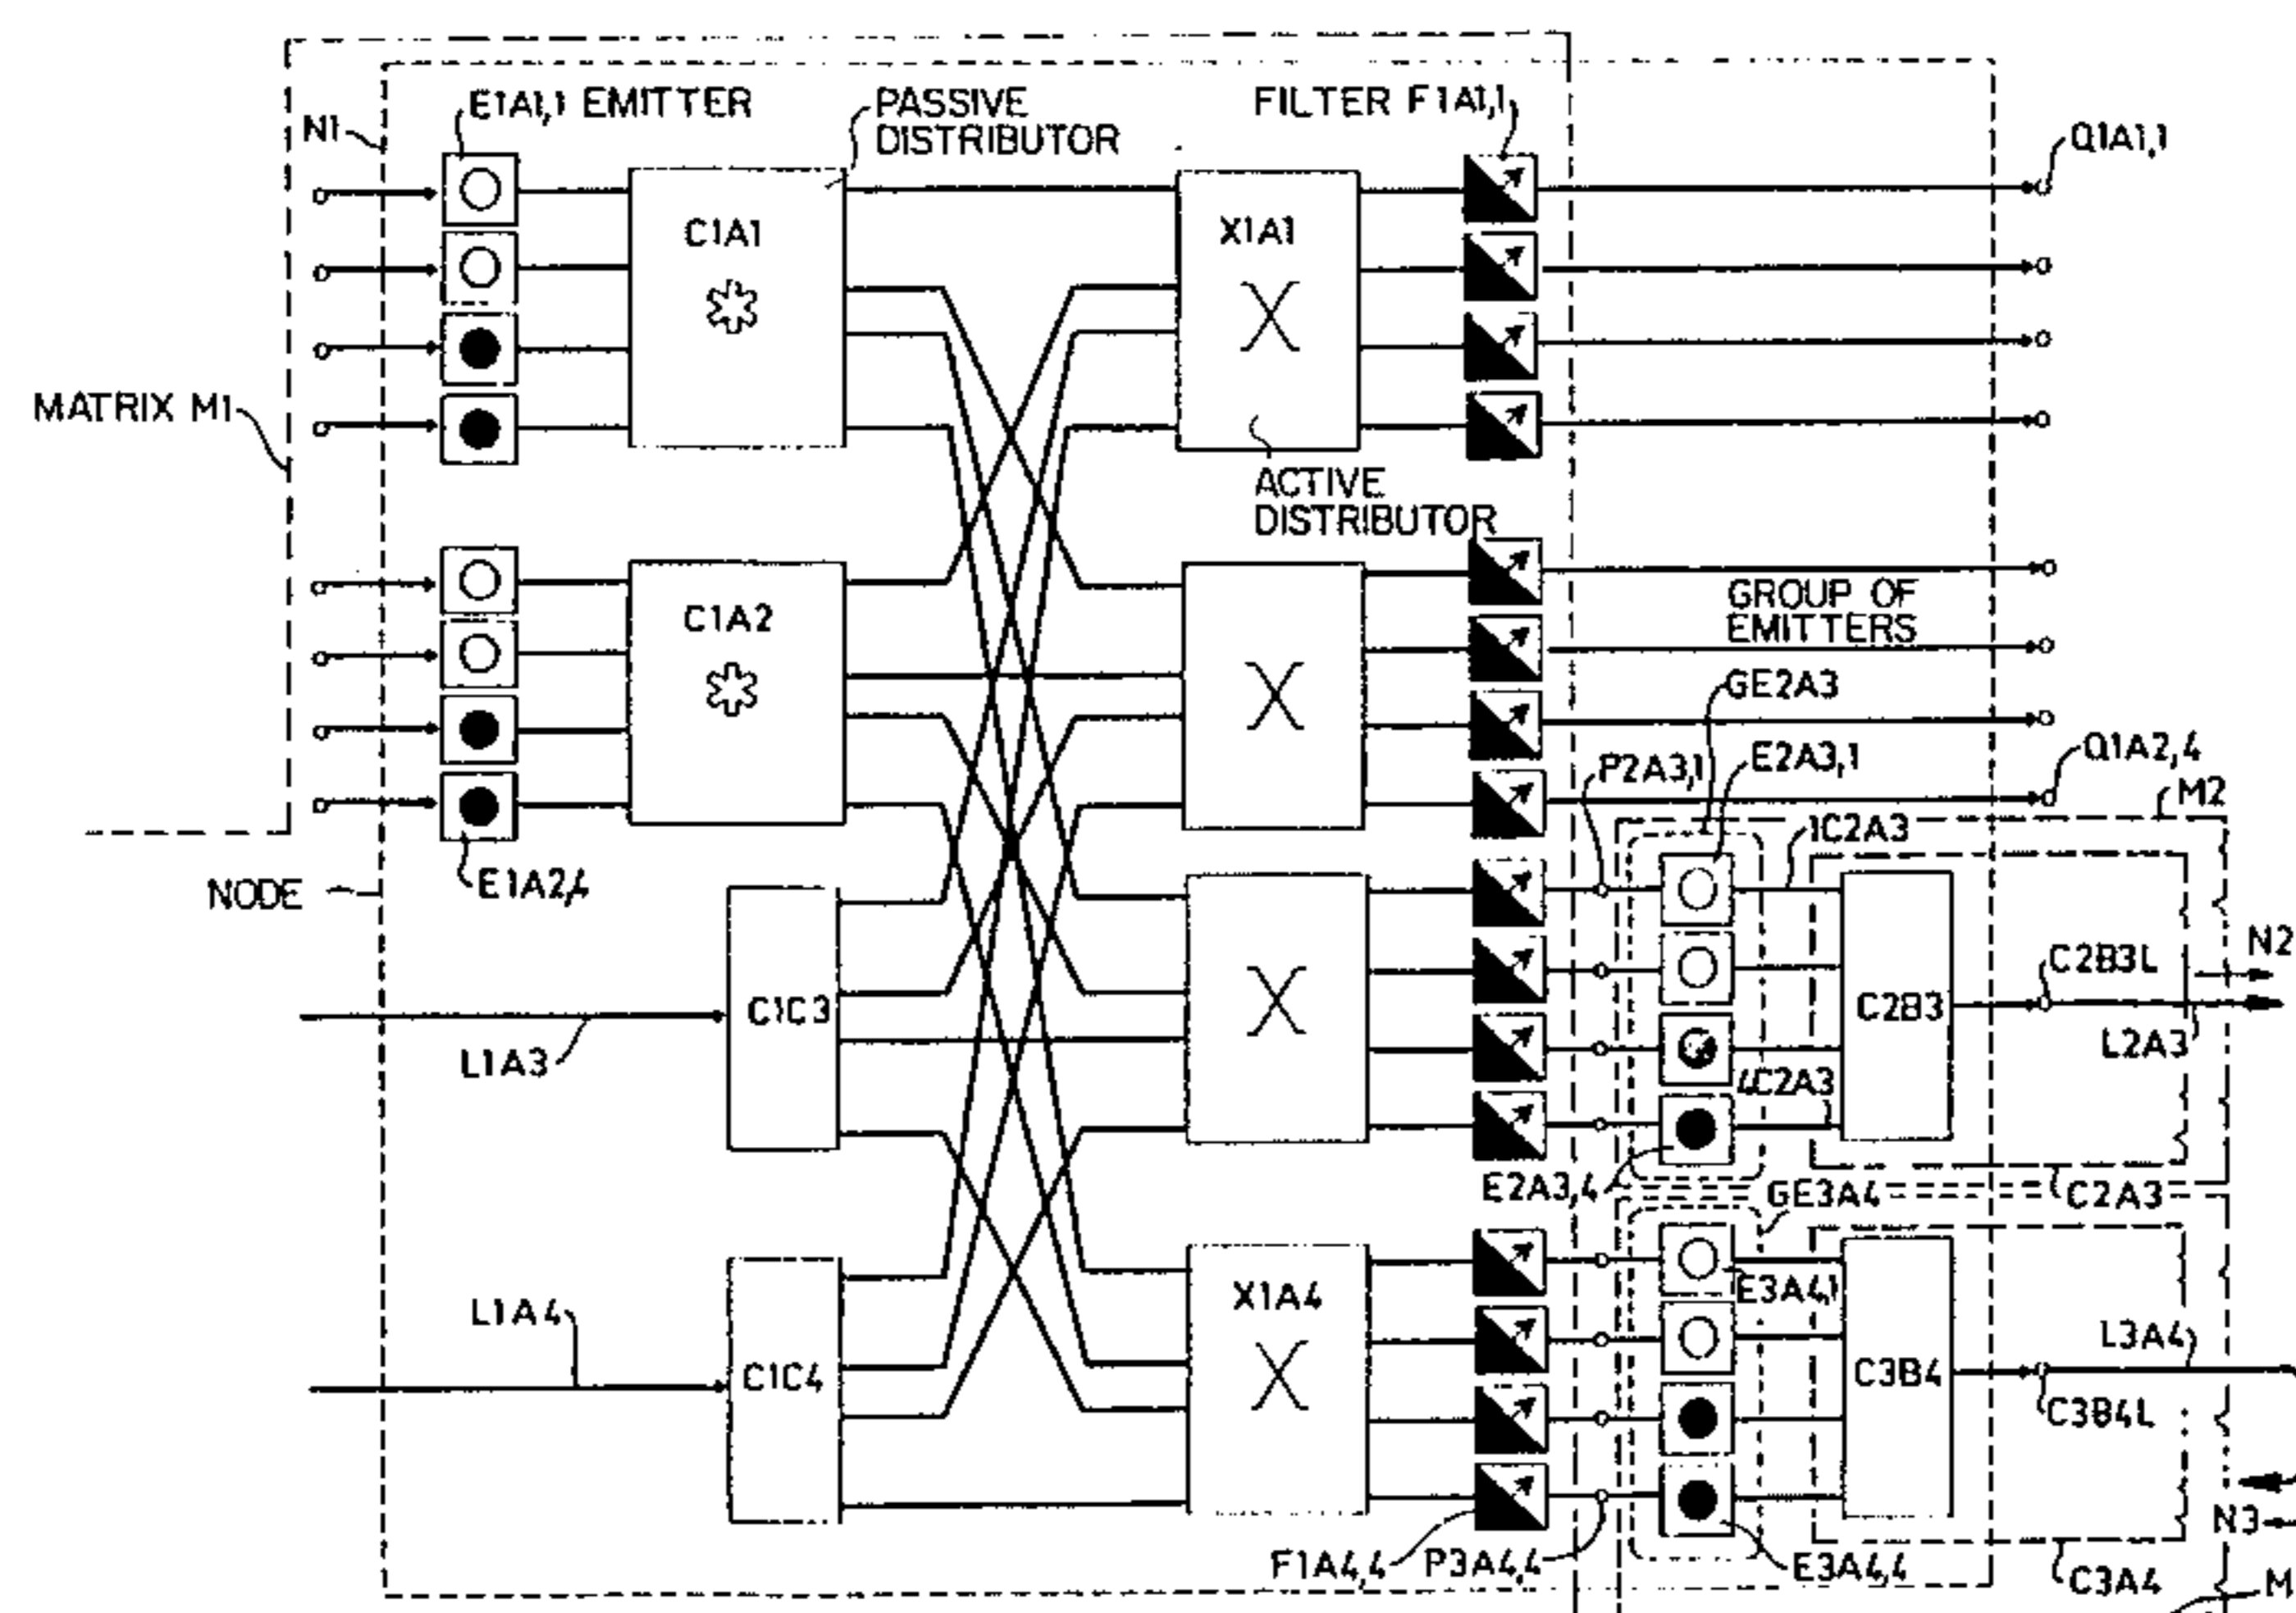 E1A1,1 EMITTER
PASSIVE
DISTRIBUTOR
FILTER F1A1,1
N1
Q1A1,1
C1A1
X1A1
MATRIX M1
ACTIVE
DISTRIBUTOR
GROUP OF
EMITTERS
C1A2
GE2A3
P2A3,1
E2A3,1
Q1A2,4
M2
1C2A3
NODE
E1A2,4
N2
C2B3L
C1C3
C2B3
L1A3
L2A3
4C2A3
E2A3,4
GE3A4
C2A3
E3A4,1
L1A4
X1A4
L3A4
C1C4
C3B4
C3B4L
N3
F1A4,4
P3A4,4
E3A4,4
C3A4
M